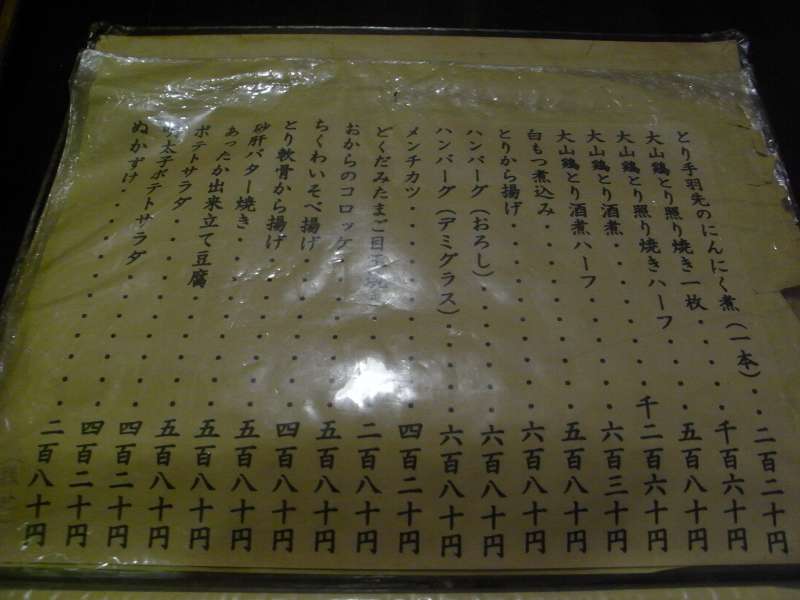 とり手羽先のにんにく煮(一本)・・二百二十円
大山鶏とり照り焼き一枚・・・・千百六十円
大山鶏とり照り焼きハーフ・・・五百八十円
大山鶏とり酒煮・・・・・・千二百六十円
大山鶏とり酒煮ハーフ・・・・・六百三十円
白もつ煮込み・・・・・・・・五百八十円
とりから揚げ・・・・・・・・六百八十円
ハンバーグ(おろし)・・・・・六百八十円
ハンバーグ(デミグラス)・・・・六百八十円
メンチカツ・・・・・・・・・四百二十円
どくだみたまご目玉焼き・・・・二百八十円
おからのコロッケ・・・・・・五百八十円
ちくわいそべ揚げ・・・・・・四百八十円
とり軟骨から揚げ・・・・・・五百八十円
砂肝バター焼き・・・・・・・五百八十円
あったか出来立て豆腐・・・・・五百八十円
ポテトサラダ・・・・・・・・四百二十円
明太子ポテトサラダ・・・・・四百二十円
ぬかずけ・・・・・・・・・・二百八十円